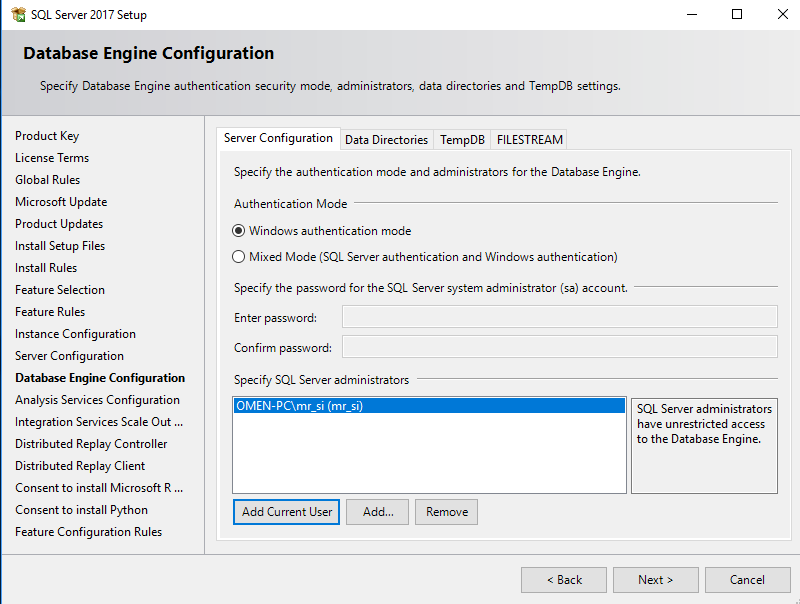 SQL Server 2017 Setup
Database Engine Configuration
Specify Database Engine authentication security mode, administrators, data directories and TempDB settings.
Product Key
License Terms
Global Rules
Microsoft Update
Product Updates
Install Setup Files
Install Rules
Feature Selection
Feature Rules
Instance Configuration
Server Configuration
Database Engine Configuration
Analysis Services Configuration
Integration Services Scale Out ...
Distributed Replay Controller
Distributed Replay Client
Consent to install Microsoft R ...
Consent to install Python
Feature Configuration Rules
Server Configuration Data Directories TempDB FILESTREAM
Specify the authentication mode and administrators for the Database Engine.
Authentication Mode
Windows authentication mode
Mixed Mode (SQL Server authentication and Windows authentication)
Specify the password for the SQL Server system administrator (sa) account.
Enter password:
Confirm password:
Specify SQL Server administrators
OMEN-PC\mr_si (mr_si)
SQL Server administrators
have unrestricted access
to the Database Engine.
Add Current User Add... Remove
< Back Next > Cancel